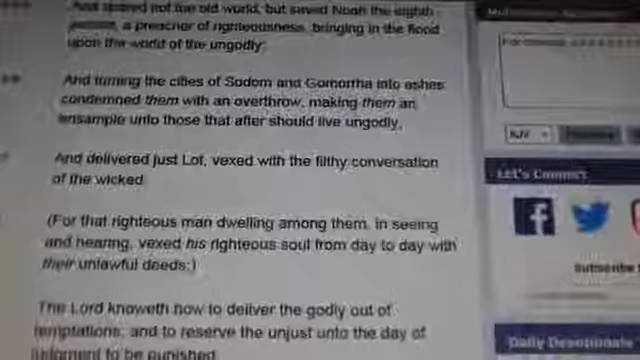 And spared not the old world, but saved Noah the eighth
person, a preacher of righteousness, bringing in the flood
upon the world of the ungodly;
And turning the cities of Sodom and Gomorrha into ashes
condemned them with an overthrow, making them an
ensample unto those that after should live ungodly,
And delivered just Lot, vexed with the filthy conversation
of the wicked
(For that righteous man dwelling among them, in seeing
and hearing, vexed his righteous soul from day to day with
their unlawful deeds;)
The Lord knoweth how to deliver the godly out of
temptations, and to reserve the unjust unto the day of
judgment to be punished
KJV
Let's Connect
Subscribe
Daily Devotionals